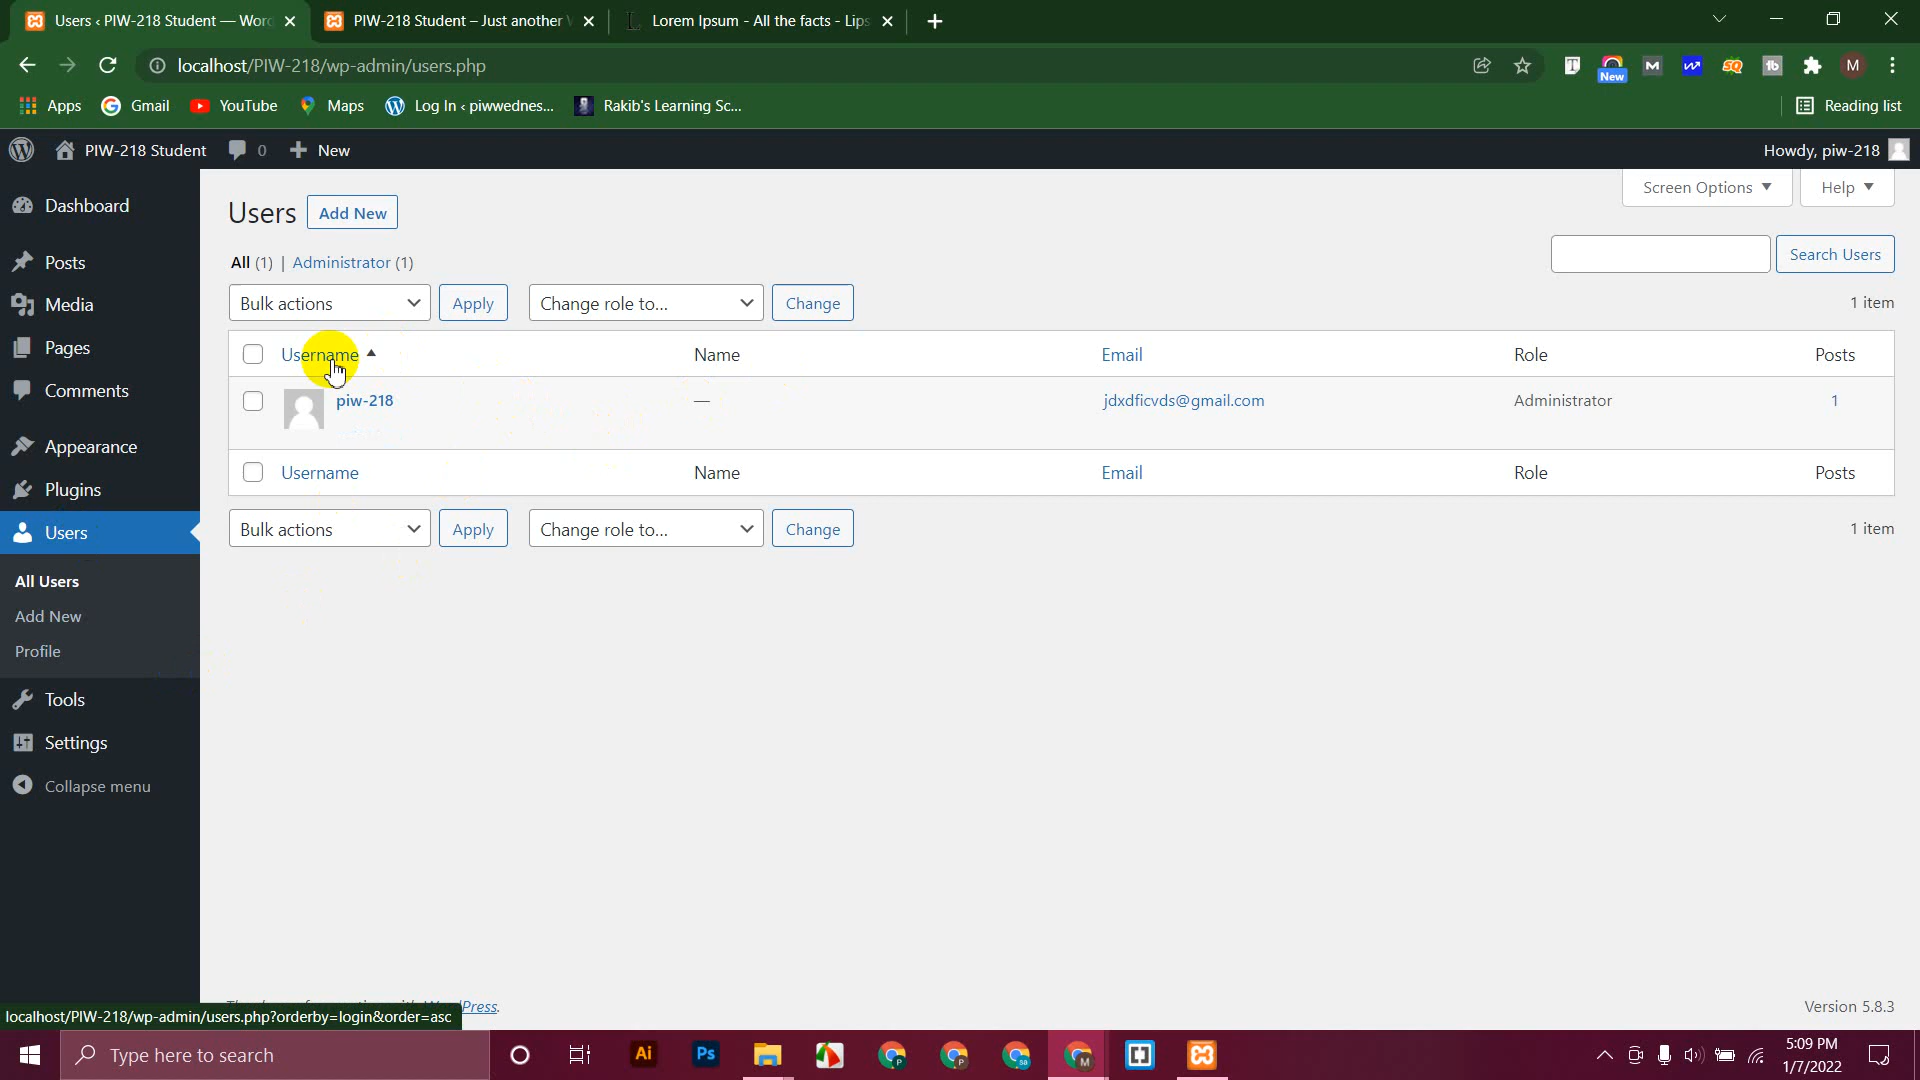 Users ‹ PIW-218 Student — Word
PIW-218 Student – Just another
Lorem Ipsum - All the facts - Lips
localhost/PIW-218/wp-admin/users.php
New
M
Apps
Gmail
YouTube
Maps
Log In ‹ piwwednes...
Rakib's Learning Sc...
Reading list
PIW-218 Student
0
New
Howdy, piw-218
Dashboard
Posts
Media
Pages
Comments
Appearance
Plugins
Users
All Users
Add New
Profile
Tools
Settings
Collapse menu
Users
Add New
Screen Options
Help
All (1) | Administrator (1)
Search Users
Bulk actions
Apply
Change role to...
Change
1 item
Username Name Email Role Posts
piw-218 — jdxdficvds@gmail.com Administrator 1
Username Name Email Role Posts
Bulk actions
Apply
Change role to...
Change
1 item
Press.
Version 5.8.3
localhost/PIW-218/wp-admin/users.php?orderby=login&order=asc
Type here to search
Ai
Ps
5:09 PM
1/7/2022